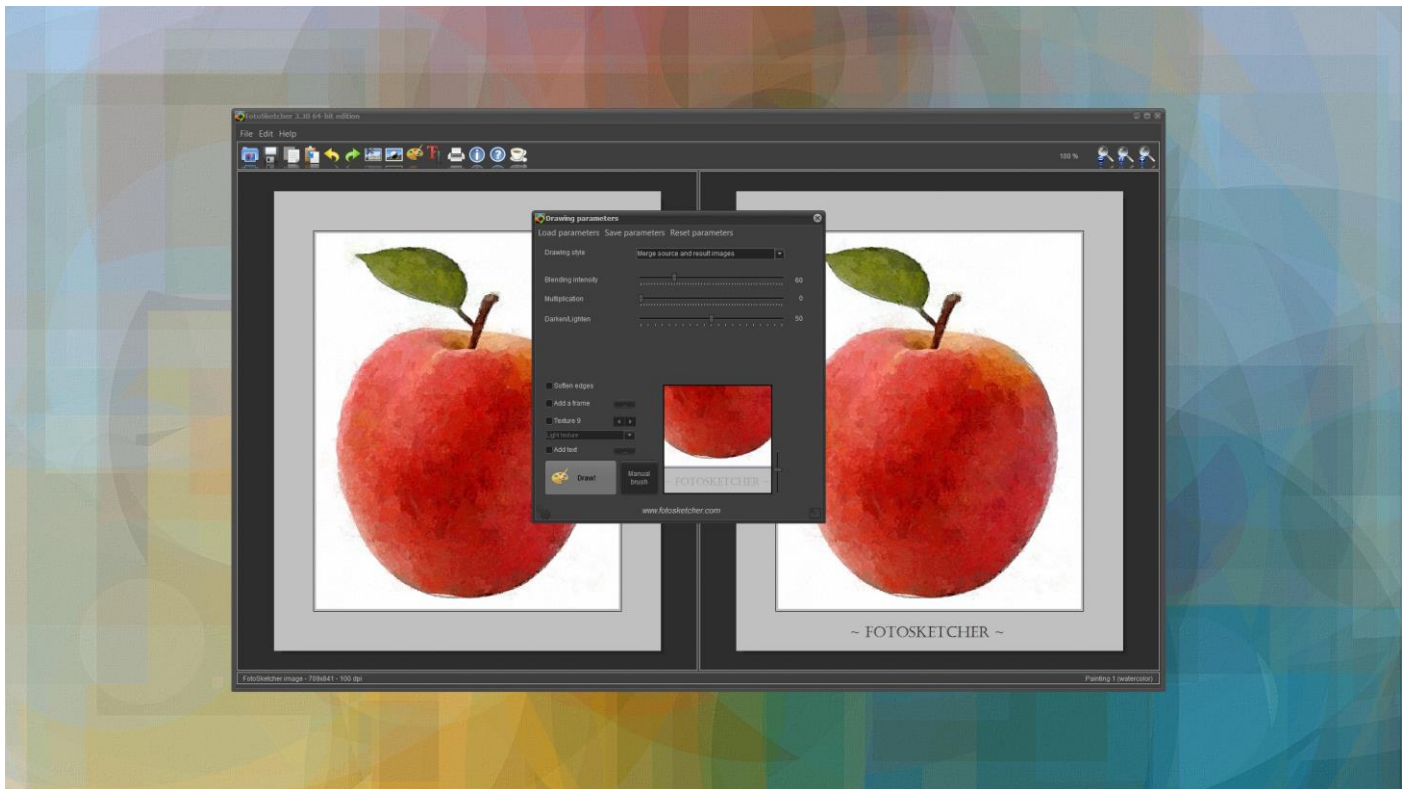 FotoSketcher 3.30 64-bit edition
File Edit Help
100 %
Drawing parameters
Load parameters Save parameters Reset parameters
Drawing style Merge source and result images
Blending intensity 60
Multiplication 0
Darken/Lighten 50
Soften edges
Add a frame ...
Texture 9
Light texture
Add text ...
Draw!
Manual
brush
~ FOTOSKETCHER ~
www.fotosketcher.com
~ FOTOSKETCHER ~
FotoSketcher image - 709x841 - 100 dpi
Painting 1 (watercolor)